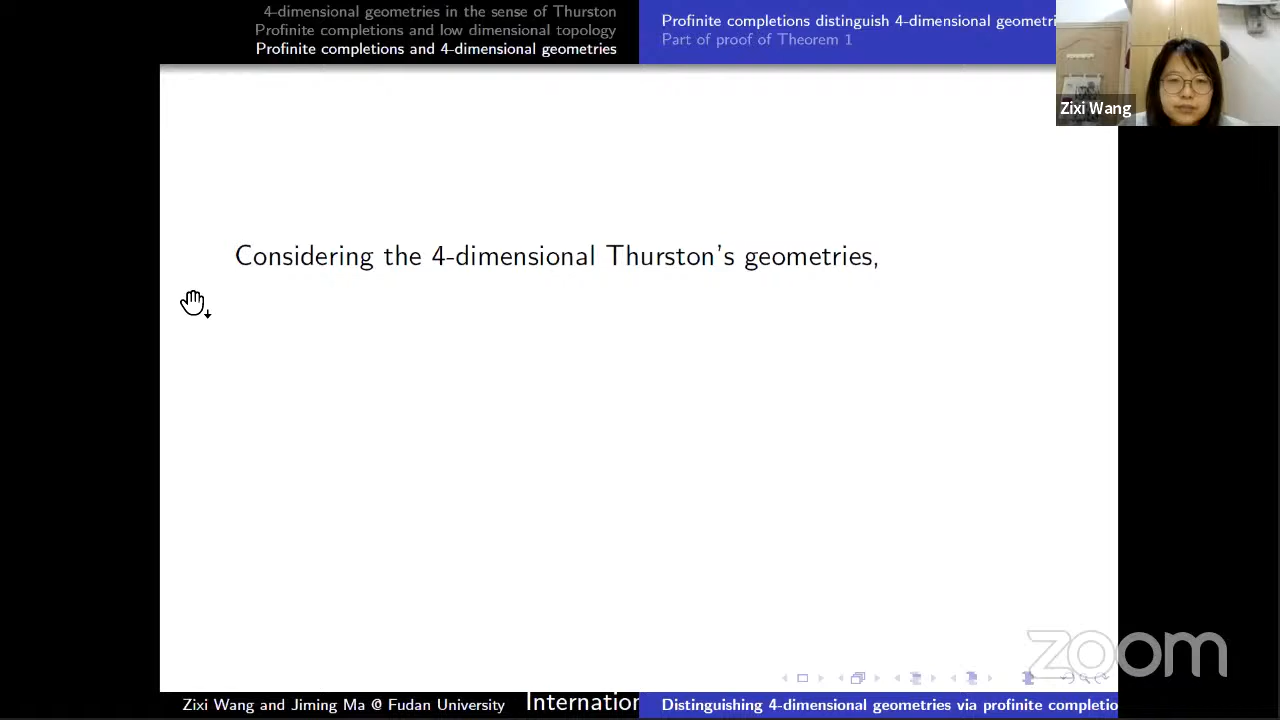 4-dimensional geometries in the sense of Thurston
Profinite completions and low dimensional topology
Profinite completions and 4-dimensional geometries
Profinite completions distinguish 4-dimensional geometri
Part of proof of Theorem 1
Zixi Wang
Considering the 4-dimensional Thurston's geometries,
zoom
Zixi Wang and Jiming Ma @ Fudan University
Internation
Distinguishing 4-dimensional geometries via profinite completio